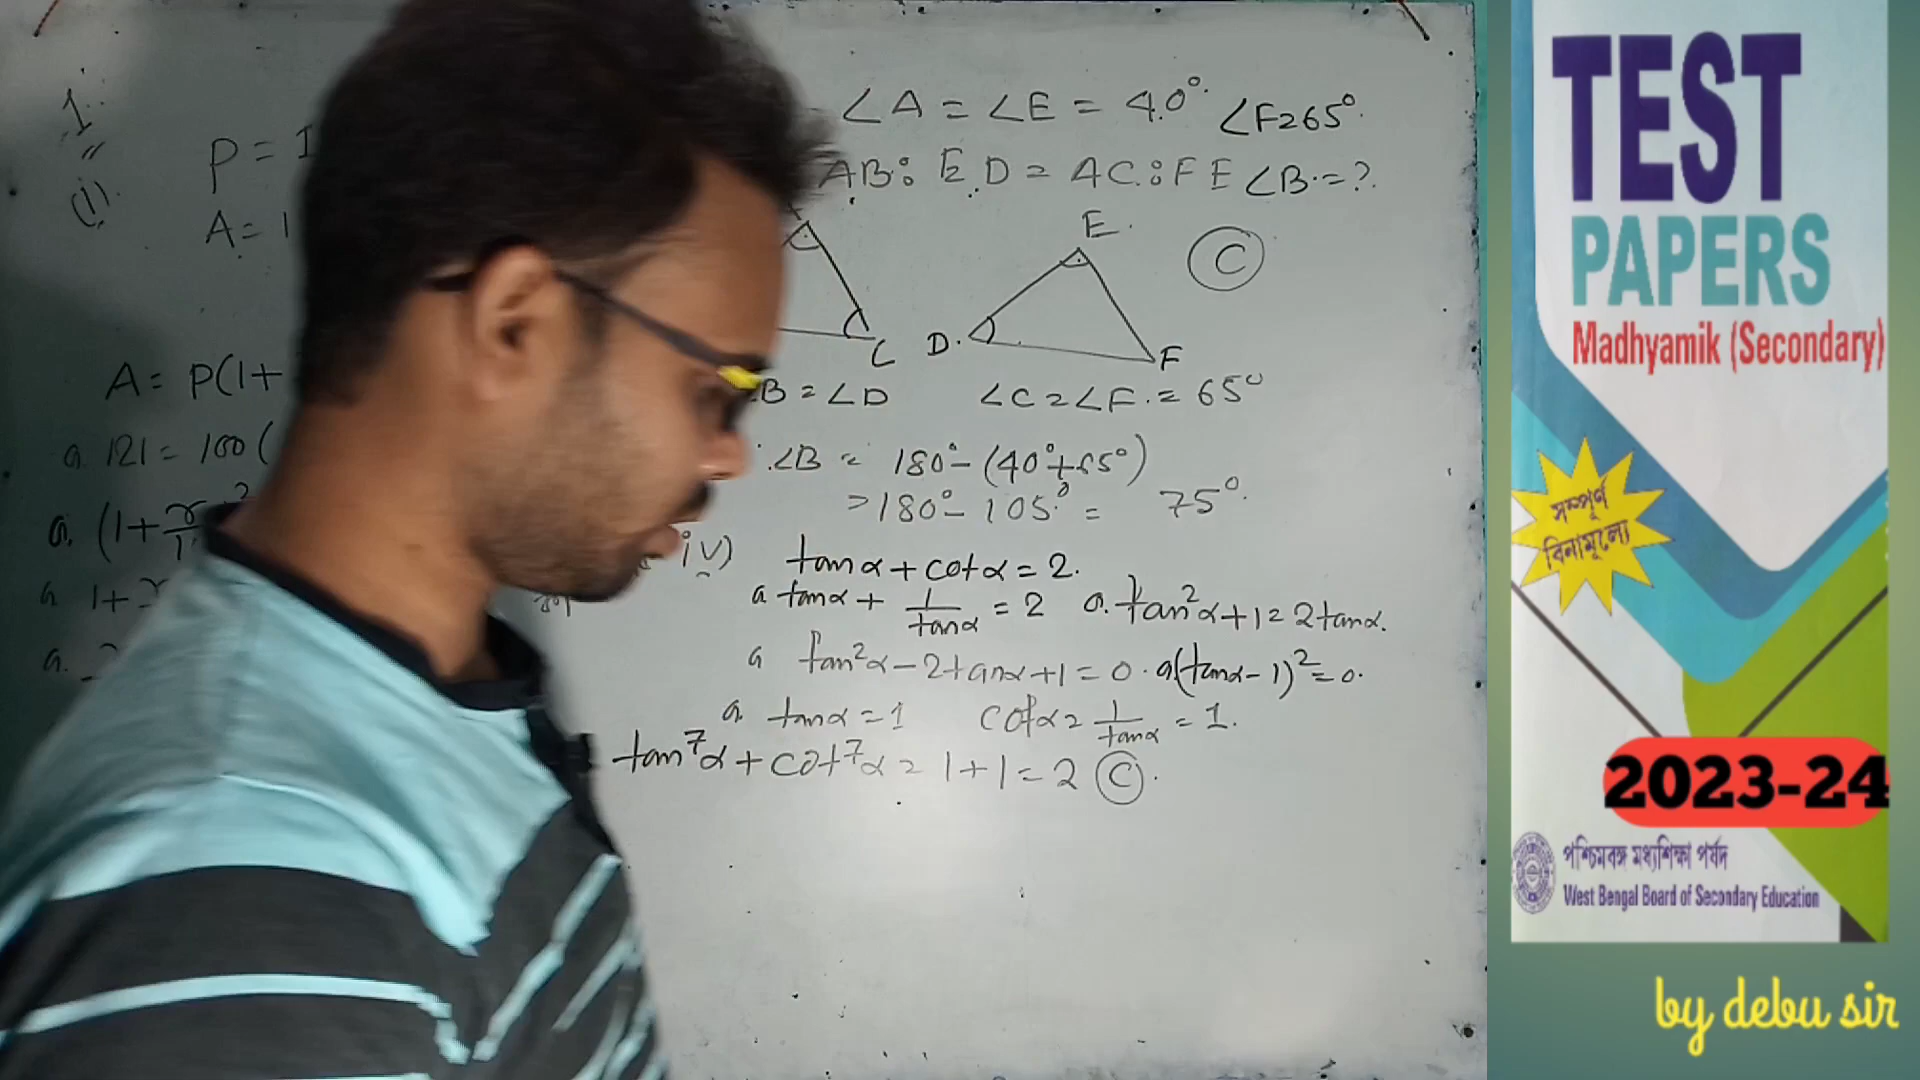 1.
"
(i)
P = 1
A = 1
A = P(1+
a 121 = 100 (
a. (1+
a 1+
a.
∠A = ∠E = 40°. ∠F=65°.
AB : ED = AC : FE ∠B = ?.
E.
C
C D. F
B = ∠D ∠C = ∠F = 65°
∠B = 180° - (40°+65°)
= 180° - 105° = 75°.
iv) tanα + cotα = 2.
a tanα + 1/tanα = 2 a. tan²α + 1 = 2 tanα.
a tan²α - 2tanα + 1 = 0. a (tanα - 1)² = 0.
a. tanα = 1 cotα = 1/tanα = 1.
tan⁷α + cot⁷α = 1+1 = 2 C.
TEST
PAPERS
Madhyamik (Secondary)
সম্পূর্ণ
বিনামূল্যে
2023-24
পশ্চিমবঙ্গ মধ্যশিক্ষা পর্ষদ
West Bengal Board of Secondary Education
by debu sir